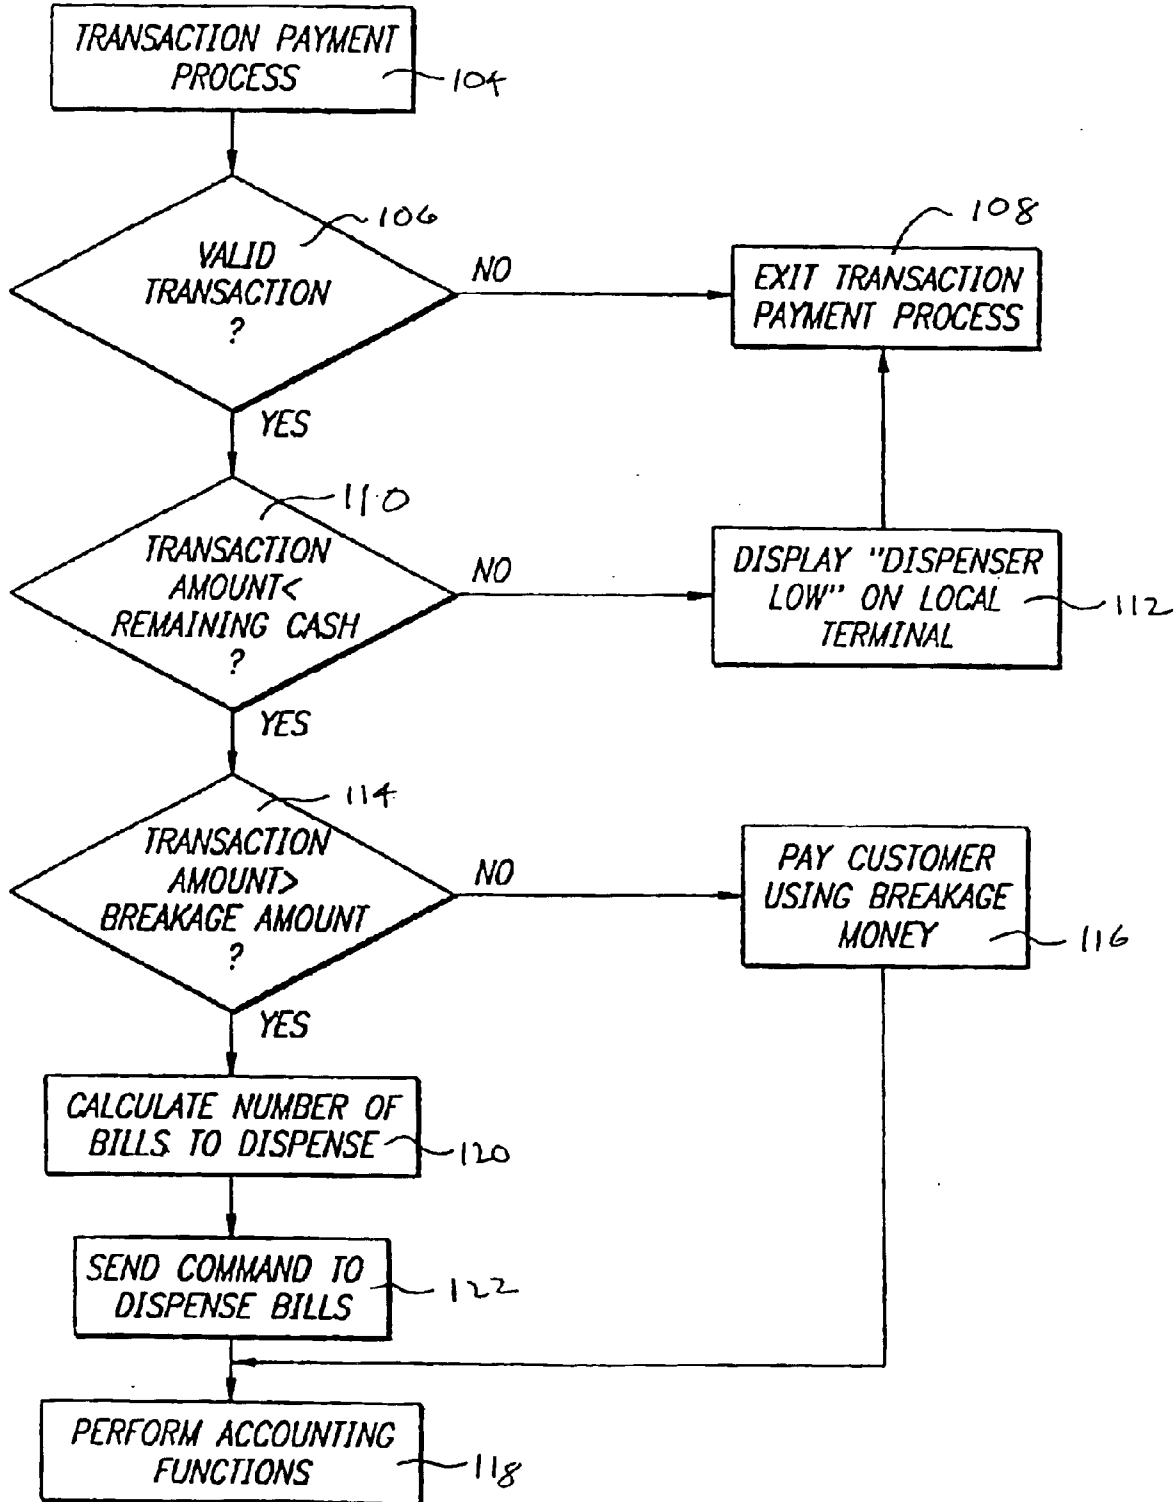 TRANSACTION PAYMENT
PROCESS
104
VALID
TRANSACTION
?
106
NO
YES
EXIT TRANSACTION
PAYMENT PROCESS
108
TRANSACTION
AMOUNT<
REMAINING CASH
?
110
NO
YES
DISPLAY "DISPENSER
LOW" ON LOCAL
TERMINAL
112
TRANSACTION
AMOUNT>
BREAKAGE AMOUNT
?
114
NO
YES
PAY CUSTOMER
USING BREAKAGE
MONEY
116
CALCULATE NUMBER OF
BILLS TO DISPENSE
120
SEND COMMAND TO
DISPENSE BILLS
122
PERFORM ACCOUNTING
FUNCTIONS
118